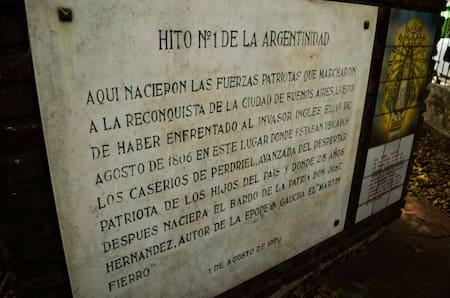 HITO Nº1 DE LA ARGENTINIDAD
AQUI NACIERON LAS FUERZAS PATRIOTAS QUE MARCHARON
A LA RECONQUISTA DE LA CIUDAD DE BUENOS AIRES, LUEGO
DE HABER ENFRENTADO AL INVASOR INGLES EL 1º DE
AGOSTO DE 1806 EN ESTE LUGAR DONDE ESTABAN UBICADOS
LOS CASERIOS DE PERDRIEL, AVANZADA DEL DESPERTAR
PATRIOTA DE LOS HIJOS DEL PAIS Y DONDE 28 AÑOS
DESPUES NACIERA EL BARDO DE LA PATRIA DON JOSE
HERNANDEZ, AUTOR DE LA EPOPEYA GAUCHA EL "MARTIN
FIERRO"
1 DE AGOSTO DE